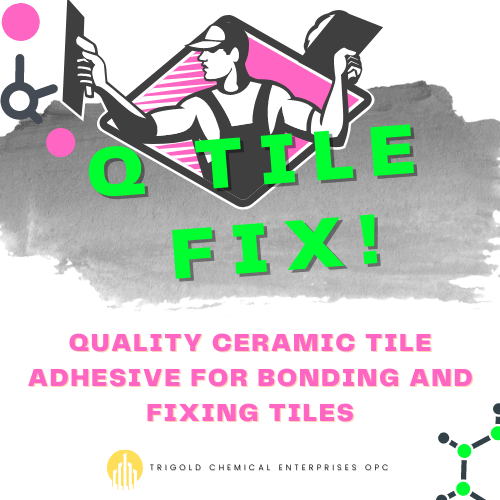 Q TILE
FIX!
QUALITY CERAMIC TILE
ADHESIVE FOR BONDING AND
FIXING TILES
TRIGOLD CHEMICAL ENTERPRISES OPC